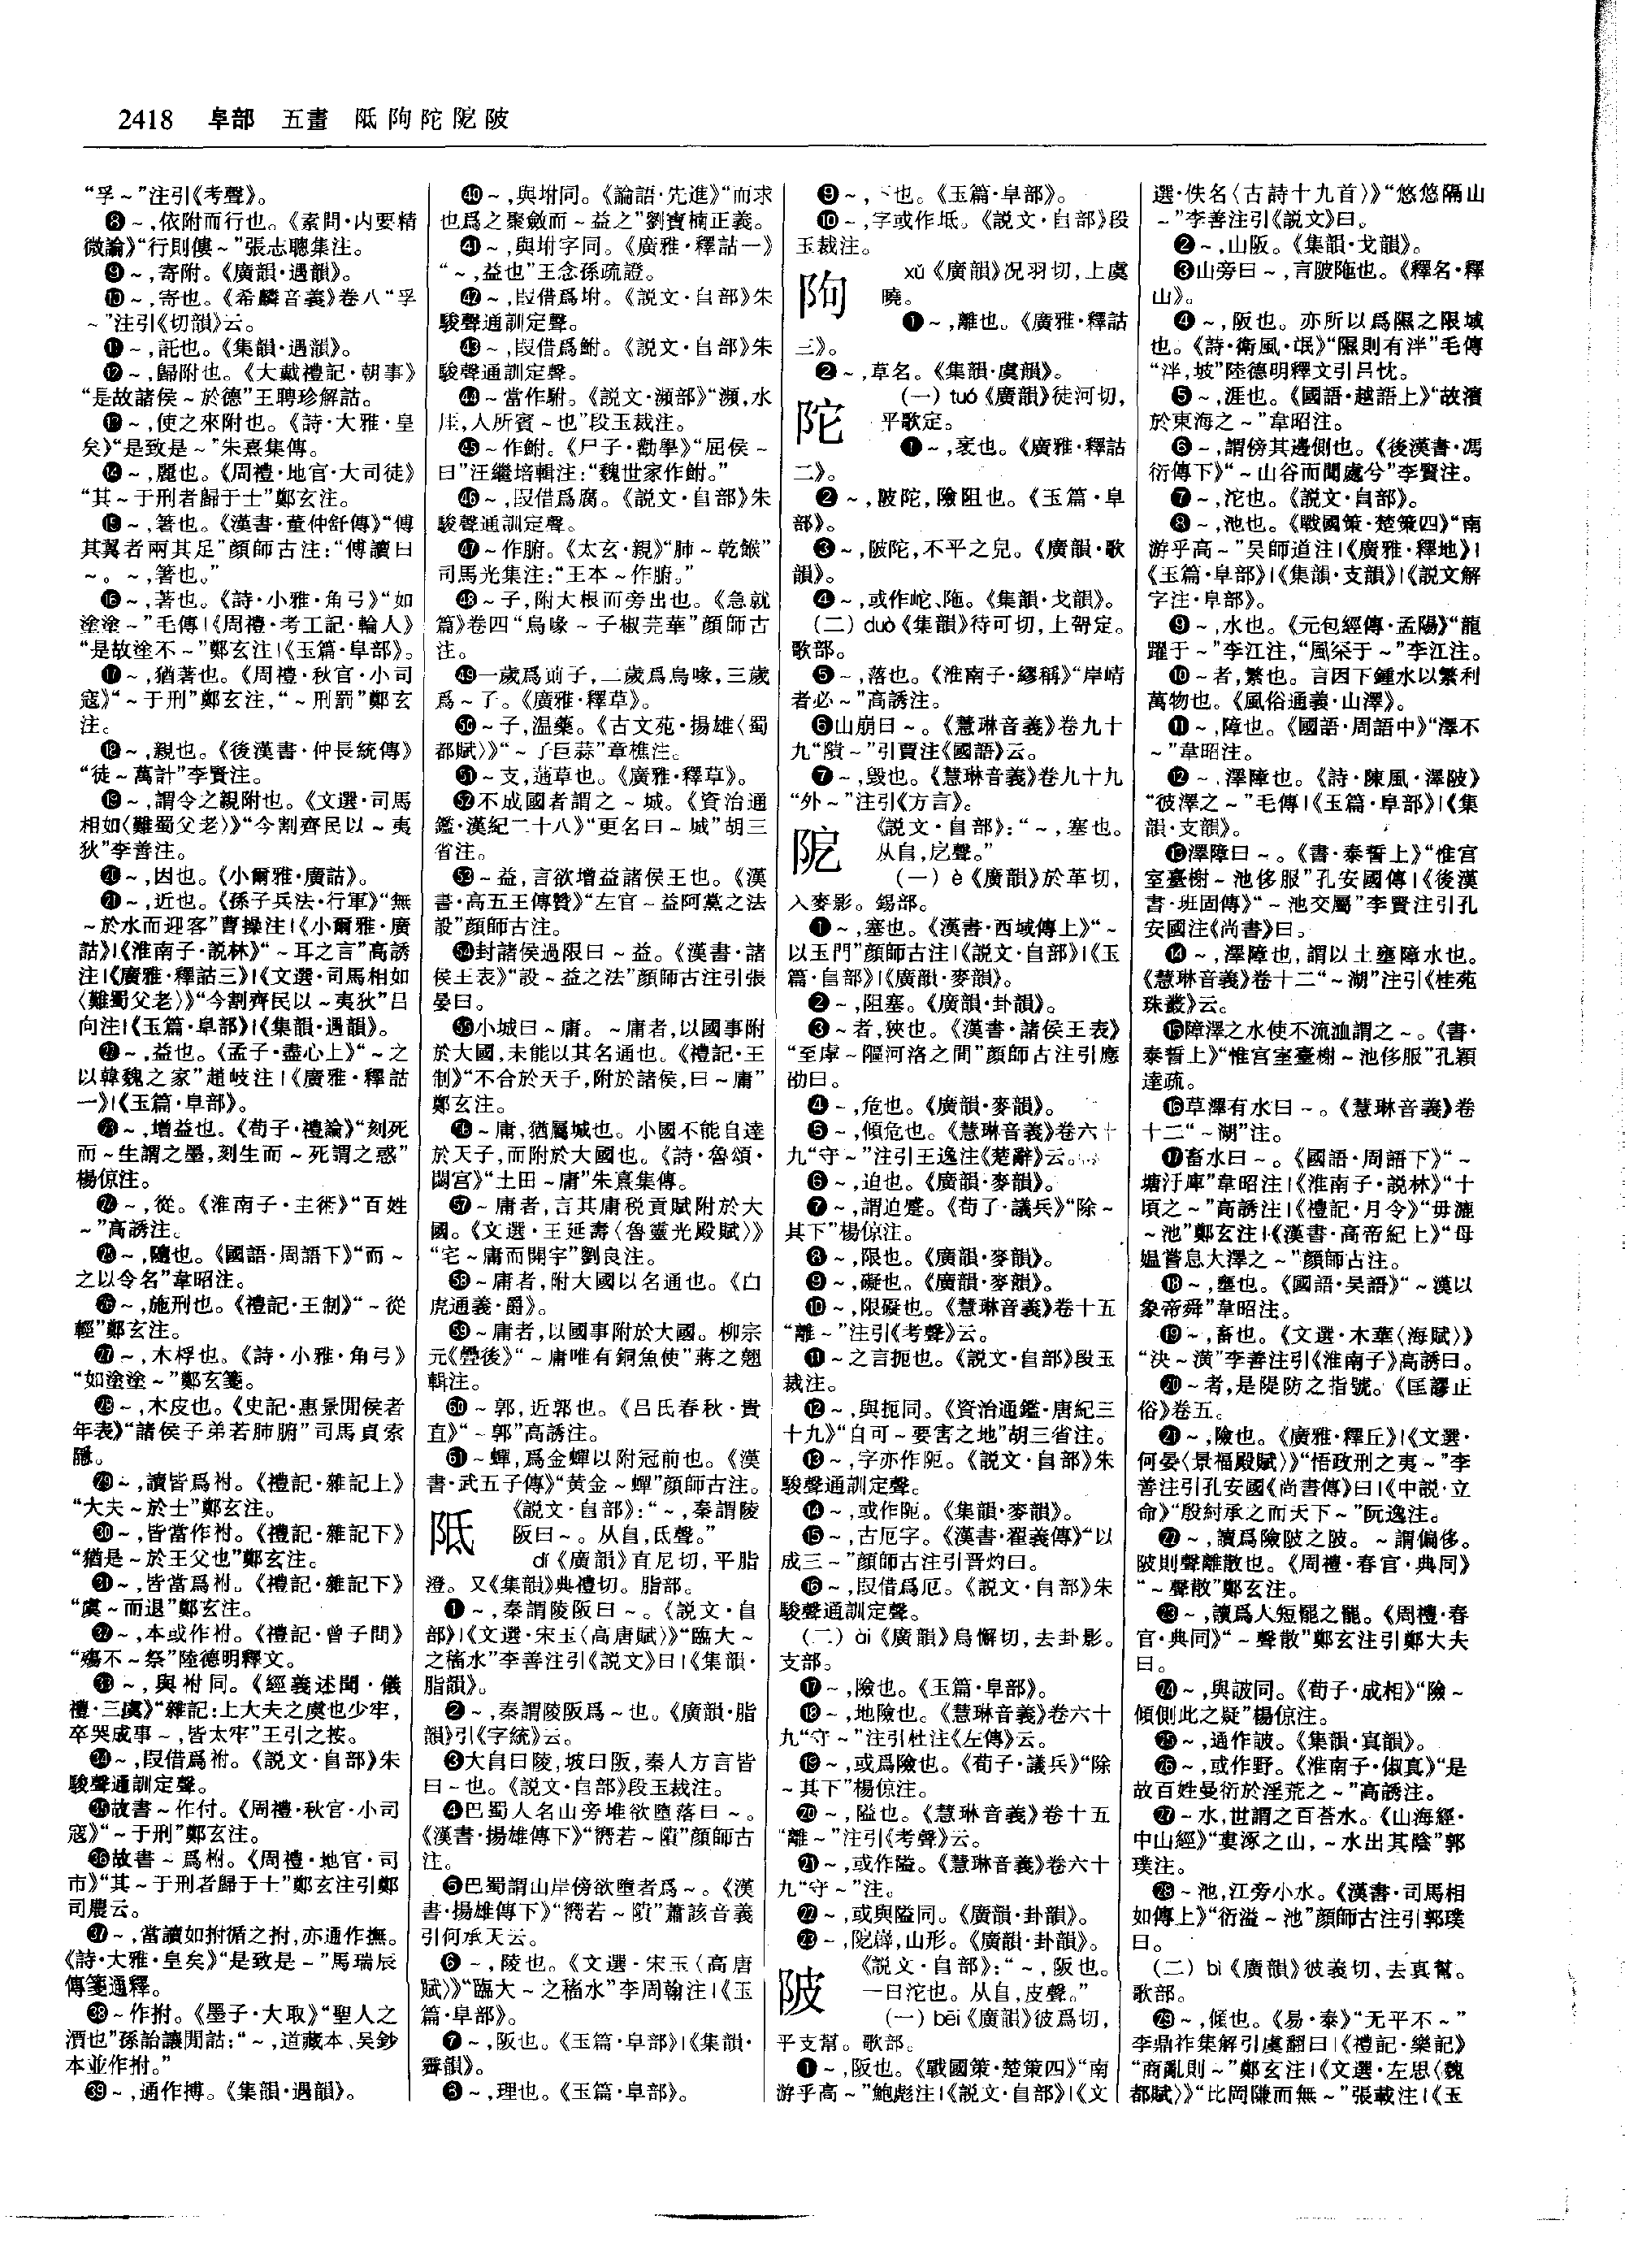 2418 阜部 五畫 阺䧁陀阸陂
“孚～”注引《考聲》。
❽～,依附而行也。《素問·内要精
微論》“行則僂～”張志聰集注。
❾～,寄附。《廣韻·遇韻》。
❿～,寄也。《希麟音義》卷八“孚
～”注引《切韻》云。
⓫～,託也。《集韻·遇韻》。
⓬～,歸附也。《大戴禮記·朝事》
“是故諸侯～於德”王聘珍解詁。
⓭～,使之來附也。《詩·大雅·皇
矣》“是致是～”朱熹集傳。
⓮～,麗也。《周禮·地官·大司徒》
“其～于刑者歸于士”鄭玄注。
⓯～,箸也。《漢書·董仲舒傳》“傅
其翼者兩其足”顔師古注:“傅讀曰
～。～,箸也。”
⓰～,著也。《詩·小雅·角弓》“如
塗塗～”毛傳|《周禮·考工記·輪人》
“是故塗不～”鄭玄注|《玉篇·阜部》。
⓱～,猶著也。《周禮·秋官·小司
寇》“～于刑”鄭玄注,“～刑罰”鄭玄
注。
⓲～,親也。《後漢書·仲長統傳》
“徒～萬計”李賢注。
⓳～,謂令之親附也。《文選·司馬
相如〈難蜀父老〉》“今割齊民以～夷
狄”李善注。
⓴～,因也。《小爾雅·廣詁》。
㉑～,近也。《孫子兵法·行軍》“無
～於水而迎客”曹操注|《小爾雅·廣
詁》|《淮南子·説林》“～耳之言”高誘
注|《廣雅·釋詁三》|《文選·司馬相如
〈難蜀父老〉》“今割齊民以～夷狄”吕
向注|《玉篇·阜部》|《集韻·遇韻》。
㉒～,益也。《孟子·盡心上》“～之
以韓魏之家”趙岐注|《廣雅·釋詁
一》|《玉篇·阜部》。
㉓～,增益也。《荀子·禮論》“刻死
而～生謂之墨,刻生而～死謂之惑”
楊倞注。
㉔～,從。《淮南子·主術》“百姓
～”高誘注。
㉕～,隨也。《國語·周語下》“而～
之以令名”韋昭注。
㉖～,施刑也。《禮記·王制》“～從
輕”鄭玄注。
㉗～,木桴也。《詩·小雅·角弓》
“如塗塗～”鄭玄箋。
㉘～,木皮也。《史記·惠景閒侯者
年表》“諸侯子弟若肺腑”司馬貞索
隱。
㉙～,讀皆爲祔。《禮記·雜記上》
“大夫～於士”鄭玄注。
㉚～,皆當作祔。《禮記·雜記下》
“猶是～於王父也”鄭玄注。
㉛～,皆當爲祔。《禮記·雜記下》
“虞～而退”鄭玄注。
㉜～,本或作祔。《禮記·曾子問》
“殤不～祭”陸德明釋文。
㉝～,與祔同。《經義述聞·儀
禮·三虞》“雜記:上大夫之虞也少牢,
卒哭成事～,皆太牢”王引之按。
㉞～,叚借爲祔。《説文·𨸏部》朱
駿聲通訓定聲。
㉟故書～作付。《周禮·秋官·小司
寇》“～于刑”鄭玄注。
㊱故書～爲柎。《周禮·地官·司
市》“其～于刑者歸于士”鄭玄注引鄭
司農云。
㊲～,當讀如拊循之拊,亦通作撫。
《詩·大雅·皇矣》“是致是～”馬瑞辰
傳箋通釋。
㊳～作拊。《墨子·大取》“聖人之
㵒也”孫詒讓閒詁:“～,道藏本、吴鈔
本並作拊。”
㊴～,通作搏。《集韻·遇韻》。
㊵～,與坿同。《論語·先進》“而求
也爲之聚斂而～益之”劉寶楠正義。
㊶～,與坿字同。《廣雅·釋詁一》
“～,益也”王念孫疏證。
㊷～,叚借爲坿。《説文·𨸏部》朱
駿聲通訓定聲。
㊸～,叚借爲鮒。《説文·𨸏部》朱
駿聲通訓定聲。
㊹～當作駙。《説文·瀕部》“瀕,水
厓,人所賓～也”段玉裁注。
㊺～作鮒。《尸子·勸學》“屈侯～
曰”汪繼培輯注:“魏世家作鮒。”
㊻～,叚借爲腐。《説文·𨸏部》朱
駿聲通訓定聲。
㊼～作腑。《太玄·親》“肺～乾餱”
司馬光集注:“王本～作腑。”
㊽～子,附大根而旁出也。《急就
篇》卷四“烏喙～子椒芫華”顔師古
注。
㊾一歲爲萴子,二歲爲烏喙,三歲
爲～子。《廣雅·釋草》。
㊿～子,温藥。《古文苑·揚雄〈蜀
都賦〉》“～子巨蒜”章樵注。
51～支,蓪草也。《廣雅·釋草》。
52不成國者謂之～城。《資治通
鑑·漢紀二十八》“更名曰～城”胡三
省注。
53～益,言欲增益諸侯王也。《漢
書·高五王傳贊》“左官～益阿黨之法
設”顔師古注。
54封諸侯過限曰～益。《漢書·諸
侯王表》“設～益之法”顔師古注引張
晏曰。
55小城曰～庸。～庸者,以國事附
於大國,未能以其名通也。《禮記·王
制》“不合於天子,附於諸侯,曰～庸”
鄭玄注。
56～庸,猶屬城也。小國不能自達
於天子,而附於大國也。《詩·魯頌·
閟宫》“土田～庸”朱熹集傳。
57～庸者,言其庸税貢賦附於大
國。《文選·王延壽〈魯靈光殿賦〉》
“宅～庸而開宇”劉良注。
58～庸者,附大國以名通也。《白
虎通義·爵》。
59～庸者,以國事附於大國。柳宗
元《壘後》“～庸唯有銅魚使”蔣之翹
輯注。
60～郭,近郭也。《吕氏春秋·貴
直》“～郭”高誘注。
61～蟬,爲金蟬以附冠前也。《漢
書·武五子傳》“黄金～蟬”顔師古注。
阺
《説文·𨸏部》:“～,秦謂陵
阪曰～。从𨸏,氐聲。”
dǐ《廣韻》直尼切,平脂
澄。又《集韻》典禮切。脂部。
❶～,秦謂陵阪曰～。《説文·𨸏
部》|《文選·宋玉〈高唐賦〉》“臨大～
之稸水”李善注引《説文》曰|《集韻·
脂韻》。
❷～,秦謂陵阪爲～也。《廣韻·脂
韻》引《字統》云。
❸大𨸏曰陵,坡曰阪,秦人方言皆
曰～也。《説文·𨸏部》段玉裁注。
❹巴蜀人名山旁堆欲墮落曰～。
《漢書·揚雄傳下》“嚮若～隤”顔師古
注。
❺巴蜀謂山岸傍欲墮者爲～。《漢
書·揚雄傳下》“嚮若～隤”蕭該音義
引何承天云。
❻～,陵也。《文選·宋玉〈高唐
賦〉》“臨大～之稸水”李周翰注|《玉
篇·阜部》。
❼～,阪也。《玉篇·阜部》|《集韻·
霽韻》。
❽～,理也。《玉篇·阜部》。
❾～,下也。《玉篇·阜部》。
❿～,字或作坻。《説文·𨸏部》段
玉裁注。
䧁
xǔ《廣韻》况羽切,上虞
曉。
❶～,離也。《廣雅·釋詁
三》。
❷～,草名。《集韻·虞韻》。
陀
(一) tuó《廣韻》徒河切,
平歌定。
❶～,衺也。《廣雅·釋詁
二》。
❷～,陂陀,險阻也。《玉篇·阜
部》。
❸～,陂陀,不平之皃。《廣韻·歌
韻》。
❹～,或作岮、陁。《集韻·戈韻》。
(二) duò《集韻》待可切,上哿定。
歌部。
❺～,落也。《淮南子·繆稱》“岸崝
者必～”高誘注。
❻山崩曰～。《慧琳音義》卷九十
九“隤～”引賈注《國語》云。
❼～,毀也。《慧琳音義》卷九十九
“外～”注引《方言》。
阸
《説文·𨸏部》:“～,塞也。
从𨸏,戹聲。”
(一) è《廣韻》於革切,
入麥影。錫部。
❶～,塞也。《漢書·西域傳上》“～
以玉門”顔師古注|《説文·𨸏部》|《玉
篇·𨸏部》|《廣韻·麥韻》。
❷～,阻塞。《廣韻·卦韻》。
❸～者,狹也。《漢書·諸侯王表》
“至虖～𨻲河洛之間”顔師古注引應
劭曰。
❹～,危也。《廣韻·麥韻》。
❺～,傾危也。《慧琳音義》卷六十
九“守～”注引王逸注《楚辭》云。
❻～,迫也。《廣韻·麥韻》。
❼～,謂迫蹙。《荀子·議兵》“除～
其下”楊倞注。
❽～,限也。《廣韻·麥韻》。
❾～,礙也。《廣韻·麥韻》。
❿～,限礙也。《慧琳音義》卷十五
“離～”注引《考聲》云。
⓫～之言扼也。《説文·𨸏部》段玉
裁注。
⓬～,與扼同。《資治通鑑·唐紀三
十九》“自可～要害之地”胡三省注。
⓭～,字亦作阨。《説文·𨸏部》朱
駿聲通訓定聲。
⓮～,或作阨。《集韻·麥韻》。
⓯～,古厄字。《漢書·翟義傳》“以
成三～”顔師古注引晋灼曰。
⓰～,叚借爲厄。《説文·𨸏部》朱
駿聲通訓定聲。
(二) ài《廣韻》烏懈切,去卦影。
支部。
⓱～,險也。《玉篇·阜部》。
⓲～,地險也。《慧琳音義》卷六十
九“守～”注引杜注《左傳》云。
⓳～,或爲險也。《荀子·議兵》“除
～其下”楊倞注。
⓴～,隘也。《慧琳音義》卷十五
“離～”注引《考聲》云。
㉑～,或作隘。《慧琳音義》卷六十
九“守～”注。
㉒～,或與隘同。《廣韻·卦韻》。
㉓～,阸嶭,山形。《廣韻·卦韻》。
陂
《説文·𨸏部》:“～,阪也。
一曰沱也。从𨸏,皮聲。”
(一) bēi《廣韻》彼爲切,
平支幫。歌部。
❶～,阪也。《戰國策·楚策四》“南
游乎高～”鮑彪注|《説文·𨸏部》|《文
選·佚名〈古詩十九首〉》“悠悠隔山
～”李善注引《説文》曰。
❷～,山阪。《集韻·戈韻》。
❸山旁曰～,言陂陁也。《釋名·釋
山》。
❹～,阪也。亦所以爲隰之限域
也。《詩·衛風·氓》“隰則有泮”毛傳
“泮,坡”陸德明釋文引吕忱。
❺～,涯也。《國語·越語上》“故濱
於東海之～”韋昭注。
❻～,謂傍其邊側也。《後漢書·馮
衍傳下》“～山谷而閒處兮”李賢注。
❼～,沱也。《説文·𨸏部》。
❽～,池也。《戰國策·楚策四》“南
游乎高～”吴師道注|《廣雅·釋地》|
《玉篇·阜部》|《集韻·支韻》|《説文解
字注·𨸏部》。
❾～,水也。《元包經傳·孟陽》“龍
躍于～”李江注,“風寀于～”李江注。
❿～者,繁也。言因下鍾水以繁利
萬物也。《風俗通義·山澤》。
⓫～,障也。《國語·周語中》“澤不
～”韋昭注。
⓬～,澤障也。《詩·陳風·澤陂》
“彼澤之～”毛傳|《玉篇·阜部》|《集
韻·支韻》。
⓭澤障曰～。《書·泰誓上》“惟宫
室臺榭～池侈服”孔安國傳|《後漢
書·班固傳》“～池交屬”李賢注引孔
安國注《尚書》曰。
⓮～,澤障也,謂以土壅障水也。
《慧琳音義》卷十二“～湖”注引《桂苑
珠叢》云。
⓯障澤之水使不流溢謂之～。《書·
泰誓上》“惟宫室臺榭～池侈服”孔穎
達疏。
⓰草澤有水曰～。《慧琳音義》卷
十二“～湖”注。
⓱畜水曰～。《國語·周語下》“～
塘汙庳”韋昭注|《淮南子·説林》“十
頃之～”高誘注|《禮記·月令》“毋漉
～池”鄭玄注|《漢書·高帝紀上》“母
媪嘗息大澤之～”顔師古注。
⓲～,壅也。《國語·吴語》“～漢以
象帝舜”韋昭注。
⓳～,蓄也。《文選·木華〈海賦〉》
“決～潢”李善注引《淮南子》高誘曰。
⓴～者,是隄防之指號。《匡謬正
俗》卷五。
㉑～,險也。《廣雅·釋丘》|《文選·
何晏〈景福殿賦〉》“悟政刑之夷～”李
善注引孔安國《尚書傳》曰|《中説·立
命》“殷紂承之而天下～”阮逸注。
㉒～,讀爲險陂之陂。～謂偏侈。
陂則聲離散也。《周禮·春官·典同》
“～聲散”鄭玄注。
㉓～,讀爲人短罷之罷。《周禮·春
官·典同》“～聲散”鄭玄注引鄭大夫
曰。
㉔～,與詖同。《荀子·成相》“險～
傾側此之疑”楊倞注。
㉕～,通作詖。《集韻·寘韻》。
㉖～,或作野。《淮南子·俶真》“是
故百姓曼衍於淫荒之～”高誘注。
㉗～水,世謂之百荅水。《山海經·
中山經》“婁涿之山,～水出其陰”郭
璞注。
㉘～池,江旁小水。《漢書·司馬相
如傳上》“衍溢～池”顔師古注引郭璞
曰。
(二) bì《廣韻》彼義切,去寘幫。
歌部。
㉙～,傾也。《易·泰》“无平不～”
李鼎祚集解引虞翻曰|《禮記·樂記》
“商亂則～”鄭玄注|《文選·左思〈魏
都賦〉》“比岡隒而無～”張載注|《玉